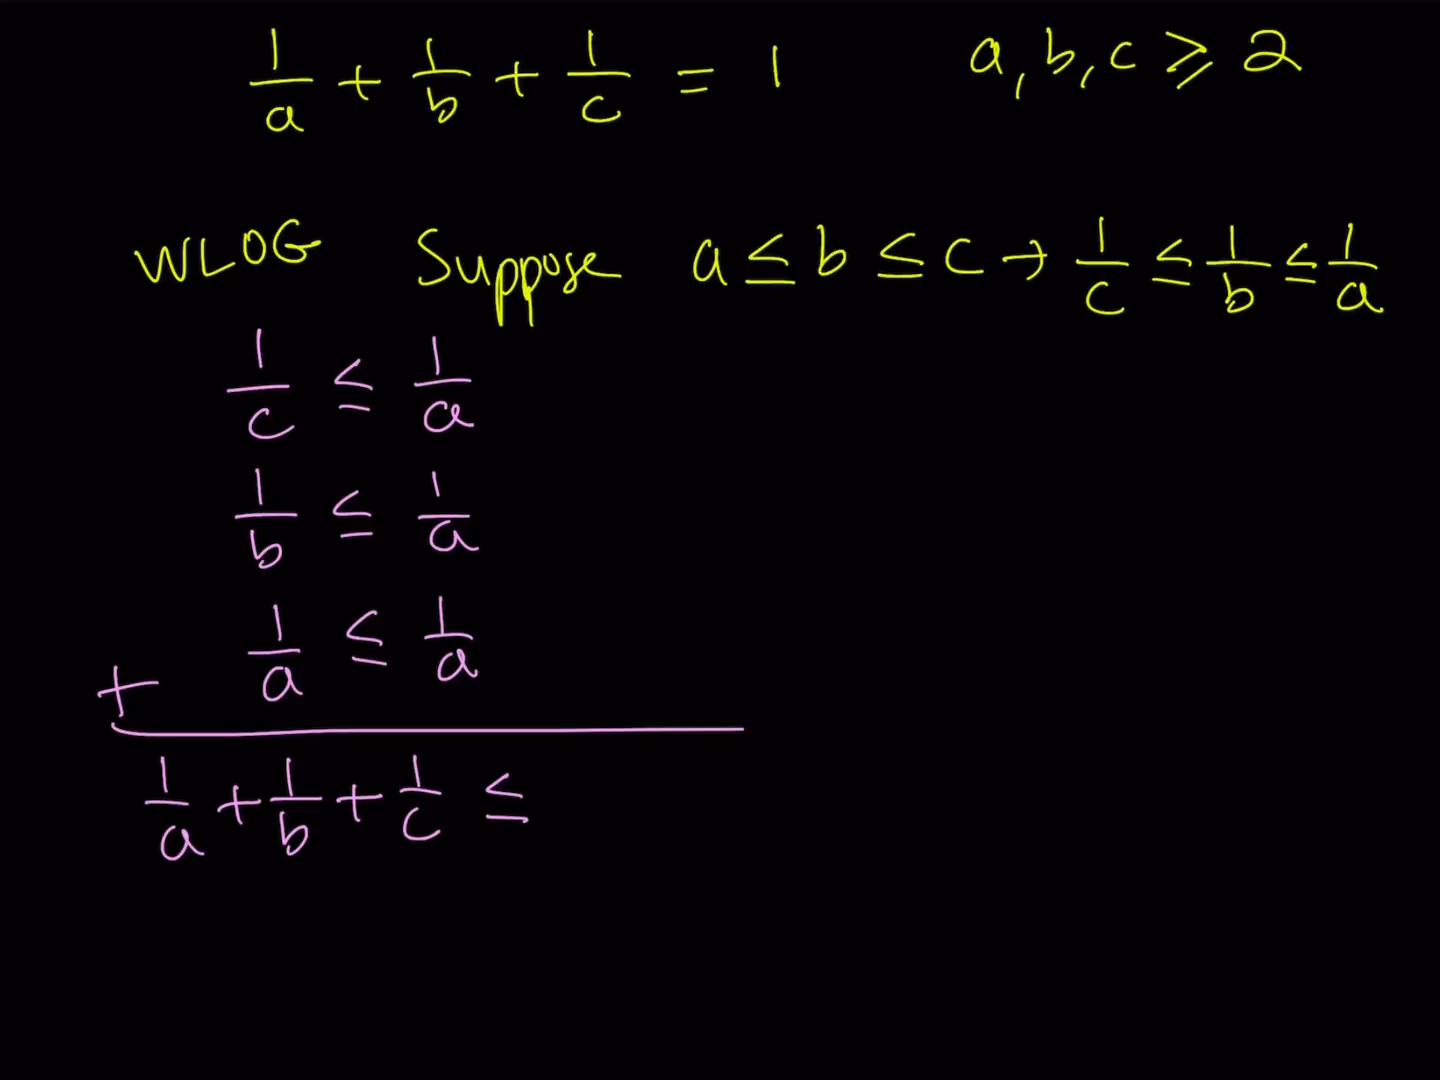 1/a + 1/b + 1/c = 1 a, b, c ≥ 2
WLOG Suppose a ≤ b ≤ c → 1/c ≤ 1/b ≤ 1/a
1/c ≤ 1/a
1/b ≤ 1/a
+ 1/a ≤ 1/a
1/a + 1/b + 1/c ≤